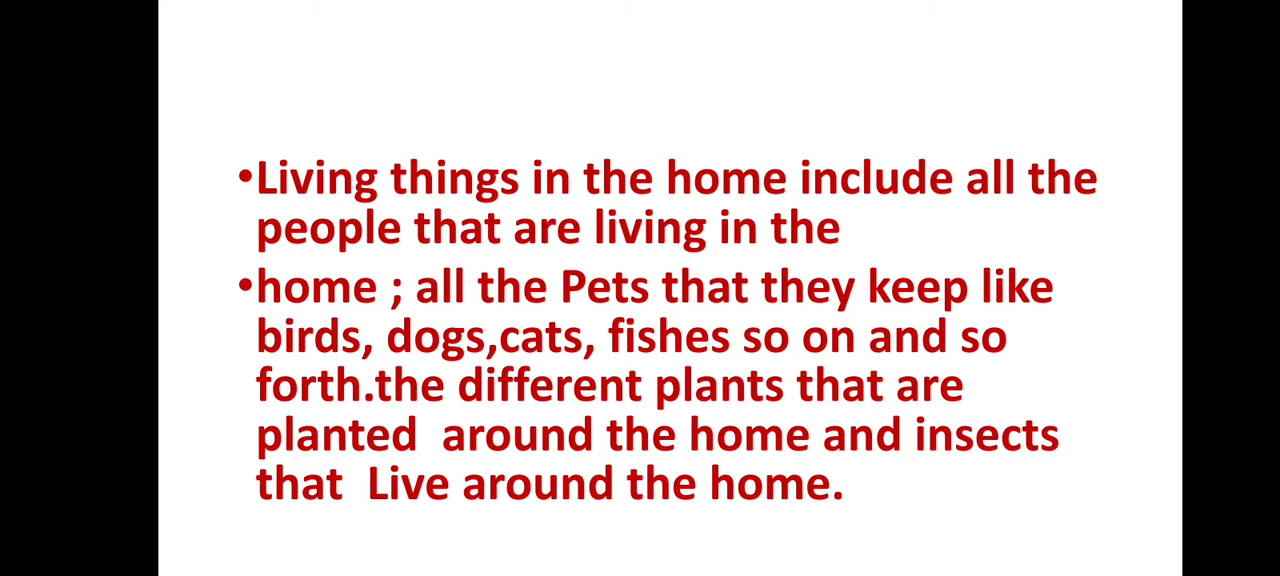 •Living things in the home include all the
people that are living in the
•home ; all the Pets that they keep like
birds, dogs,cats, fishes so on and so
forth.the different plants that are
planted  around the home and insects
that  Live around the home.